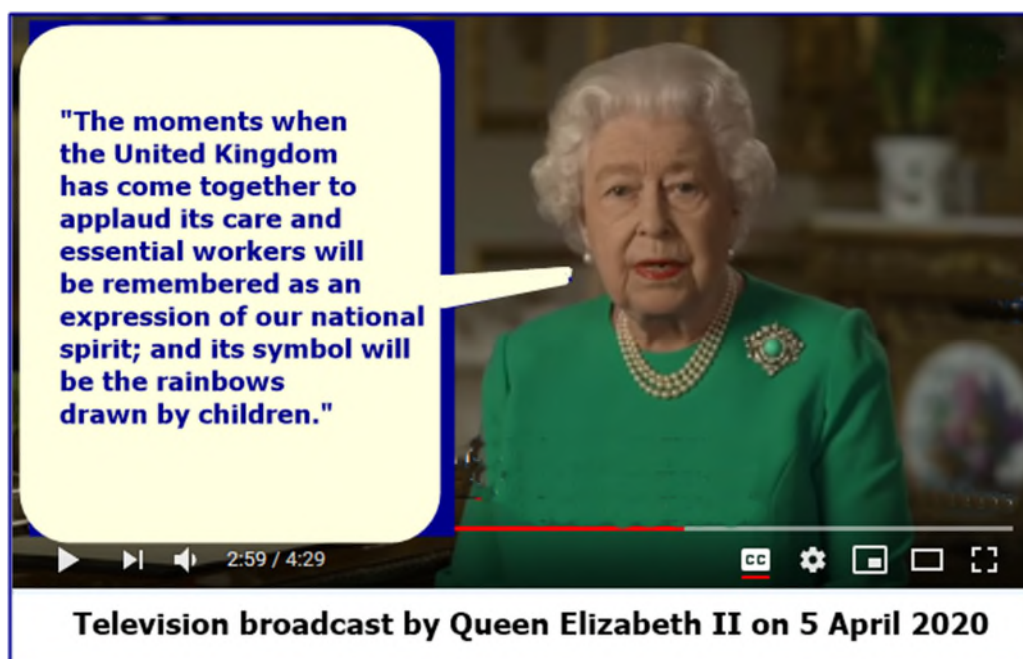 "The moments when
the United Kingdom
has come together to
applaud its care and
essential workers will
be remembered as an
expression of our national
spirit; and its symbol will
be the rainbows
drawn by children."
2:59 / 4:29
CC
Television broadcast by Queen Elizabeth II on 5 April 2020